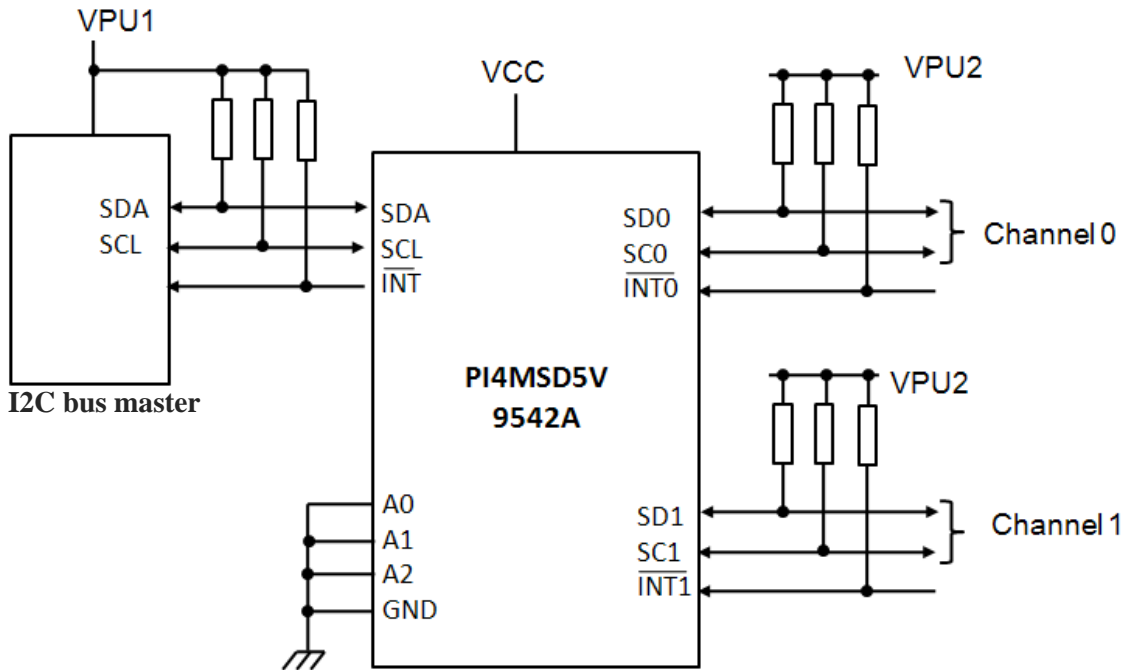 VPU1
VCC
VPU2
SDA
SCL
SDA
SCL
INT
SD0
SC0
INT0
Channel 0
I2C bus master
PI4MSD5V
9542A
VPU2
A0
A1
A2
GND
SD1
SC1
INT1
Channel 1